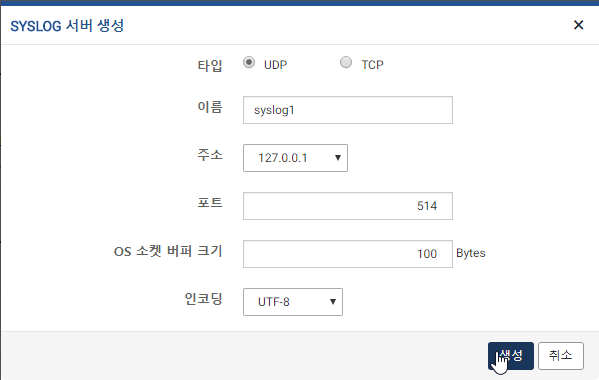 SYSLOG 서버 생성
타입 UDP TCP
이름 syslog1
주소 127.0.0.1
포트 514
OS 소켓 버퍼 크기 100 Bytes
인코딩 UTF-8
생성 취소